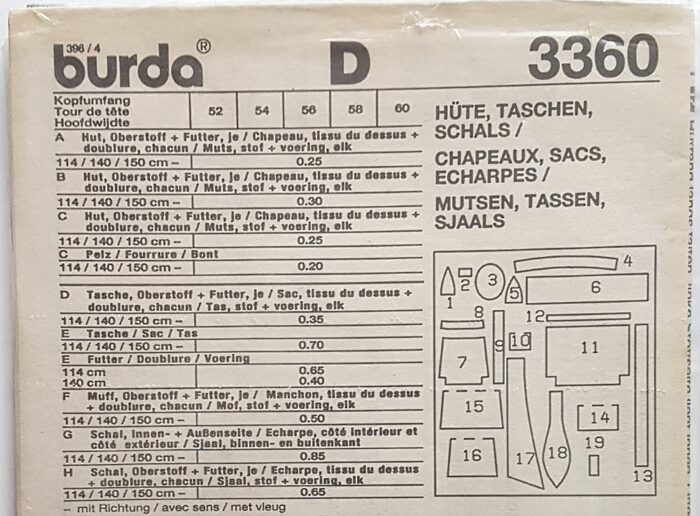 396 / 4
burda® D 3360
Kopfumfang
Tour de tête
Hoofdwijdte
52 54 56 58 60
A Hut, Oberstoff + Futter, je / Chapeau, tissu du dessus +
doublure, chacun / Muts, stof + voering, elk
114 / 140 / 150 cm – 0.25
B Hut, Oberstoff + Futter, je / Chapeau, tissu du dessus +
doublure, chacun / Muts, stof + voering, elk
114 / 140 / 150 cm – 0.30
C Hut, Oberstoff + Futter, je / Chapeau, tissu du dessus +
doublure, chacun / Muts, stof + voering, elk
114 / 140 / 150 cm – 0.25
C Pelz / Fourrure / Bont
114 / 140 / 150 cm – 0.20
D Tasche, Oberstoff + Futter, je / Sac, tissu du dessus +
doublure, chacun / Tas, stof + voering, elk
114 / 140 / 150 cm – 0.35
E Tasche / Sac / Tas
114 / 140 / 150 cm – 0.70
E Futter / Doublure / Voering
114 cm 0.65
140 cm 0.40
F Muff, Oberstoff + Futter, je / Manchon, tissu du dessus
+ doublure, chacun / Mof, stof + voering, elk
114 / 140 / 150 cm – 0.50
G Schal, Innen- + Außenseite / Echarpe, côté intérieur et
côté extérieur / Sjaal, binnen- en buitenkant
114 / 140 / 150 cm – 0.85
H Schal, Oberstoff + Futter, je / Echarpe, tissu du dessus
+ doublure, chacun / Sjaal, stof + voering, elk
114 / 140 / 150 cm – 0.65
– mit Richtung / avec sens / met vleug
HÜTE, TASCHEN,
SCHALS /
CHAPEAUX, SACS,
ECHARPES /
MUTSEN, TASSEN,
SJAALS
1 2 3 4 5 6
7 8 9 10 11 12
13 14 15 16 17 18 19